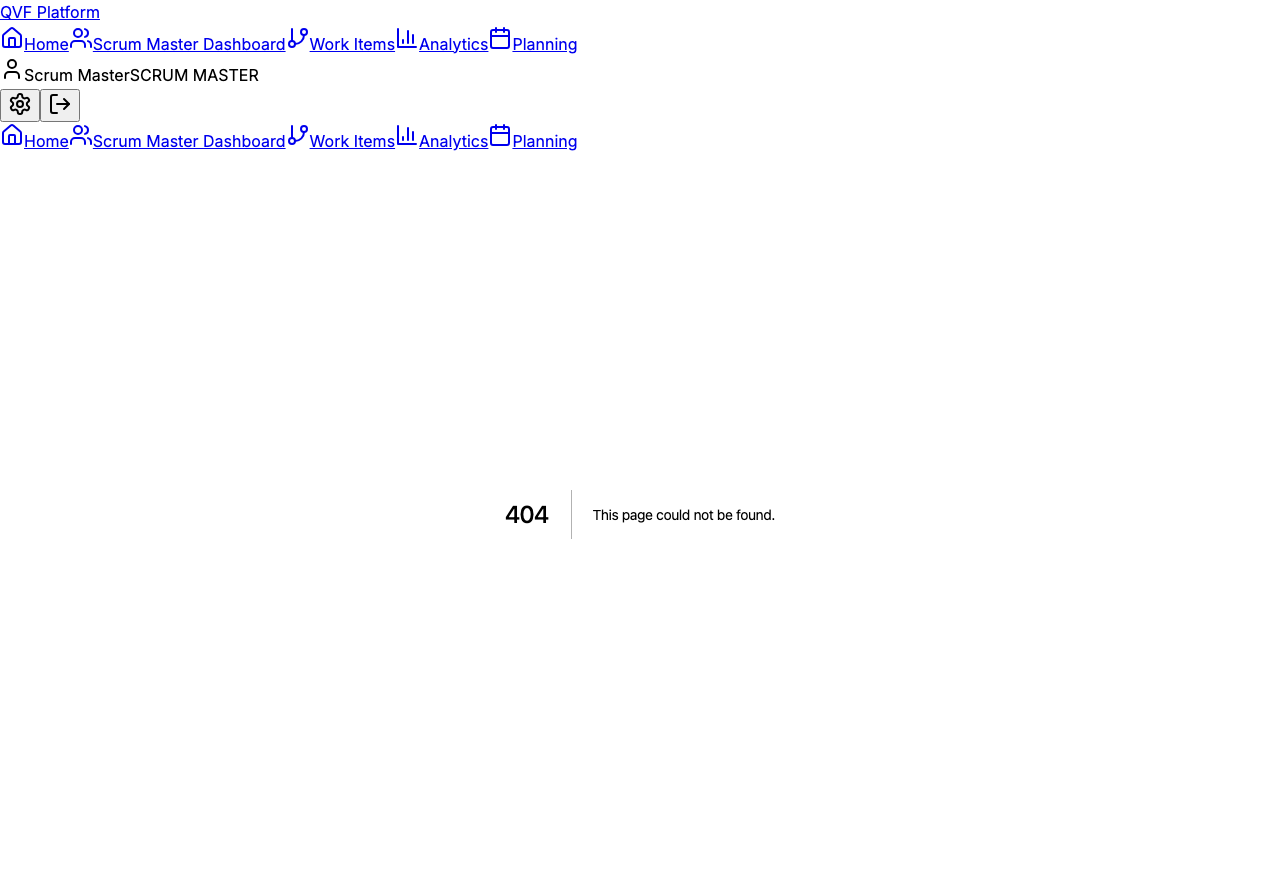 QVF Platform
Home Scrum Master Dashboard Work Items Analytics Planning
Scrum MasterSCRUM MASTER
Home Scrum Master Dashboard Work Items Analytics Planning
404 This page could not be found.